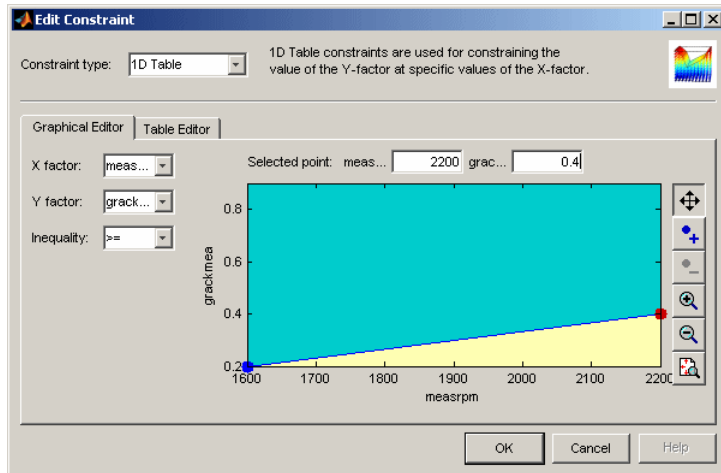 Edit Constraint
Constraint type: 1D Table
1D Table constraints are used for constraining the
value of the Y-factor at specific values of the X-factor.
Graphical Editor Table Editor
X factor: meas...
Y factor: grack...
Inequality: >=
Selected point: meas... 2200 grac... 0.4
0.8
0.6
0.4
0.2
grackmea
1600 1700 1800 1900 2000 2100 2200
measrpm
OK Cancel Help